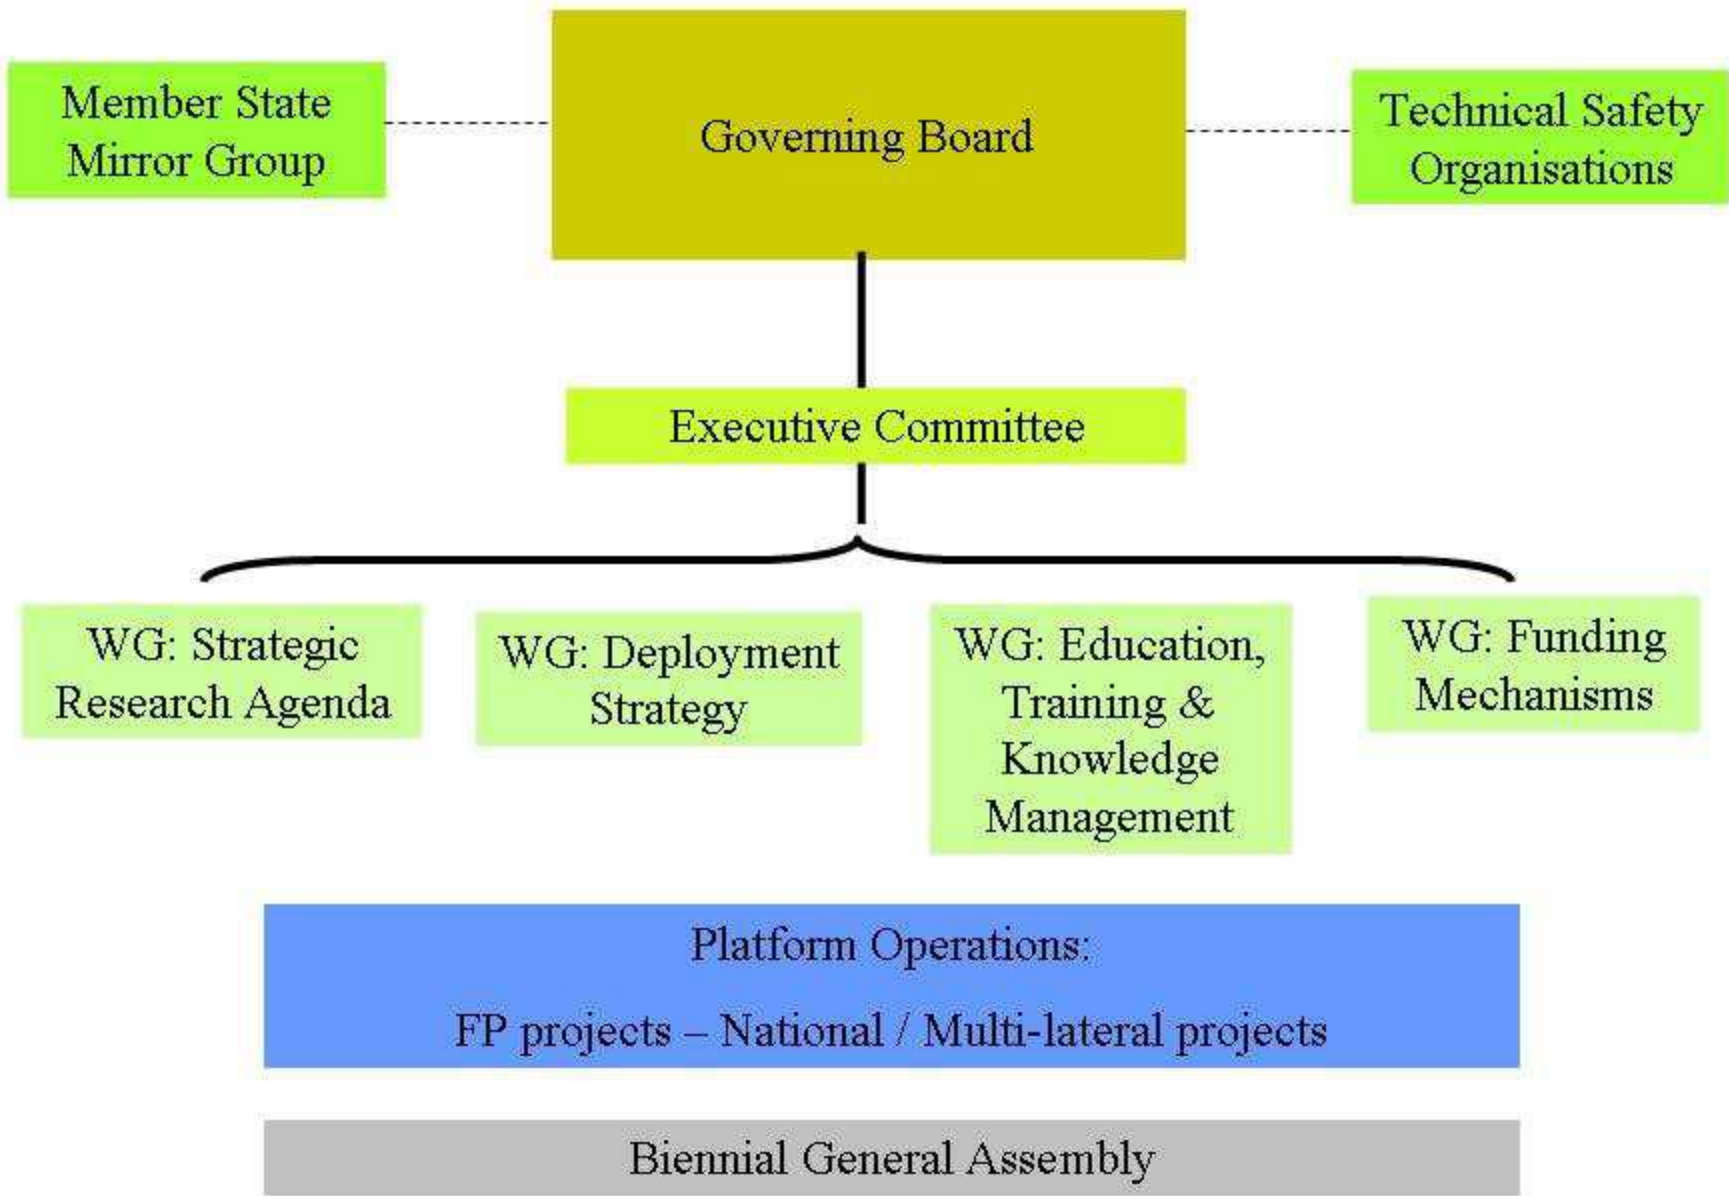 Member State
Mirror Group
Governing Board
Technical Safety
Organisations
Executive Committee
WG: Strategic
Research Agenda
WG: Deployment
Strategy
WG: Education,
Training &
Knowledge
Management
WG: Funding
Mechanisms
Platform Operations:
FP projects – National / Multi-lateral projects
Biennial General Assembly